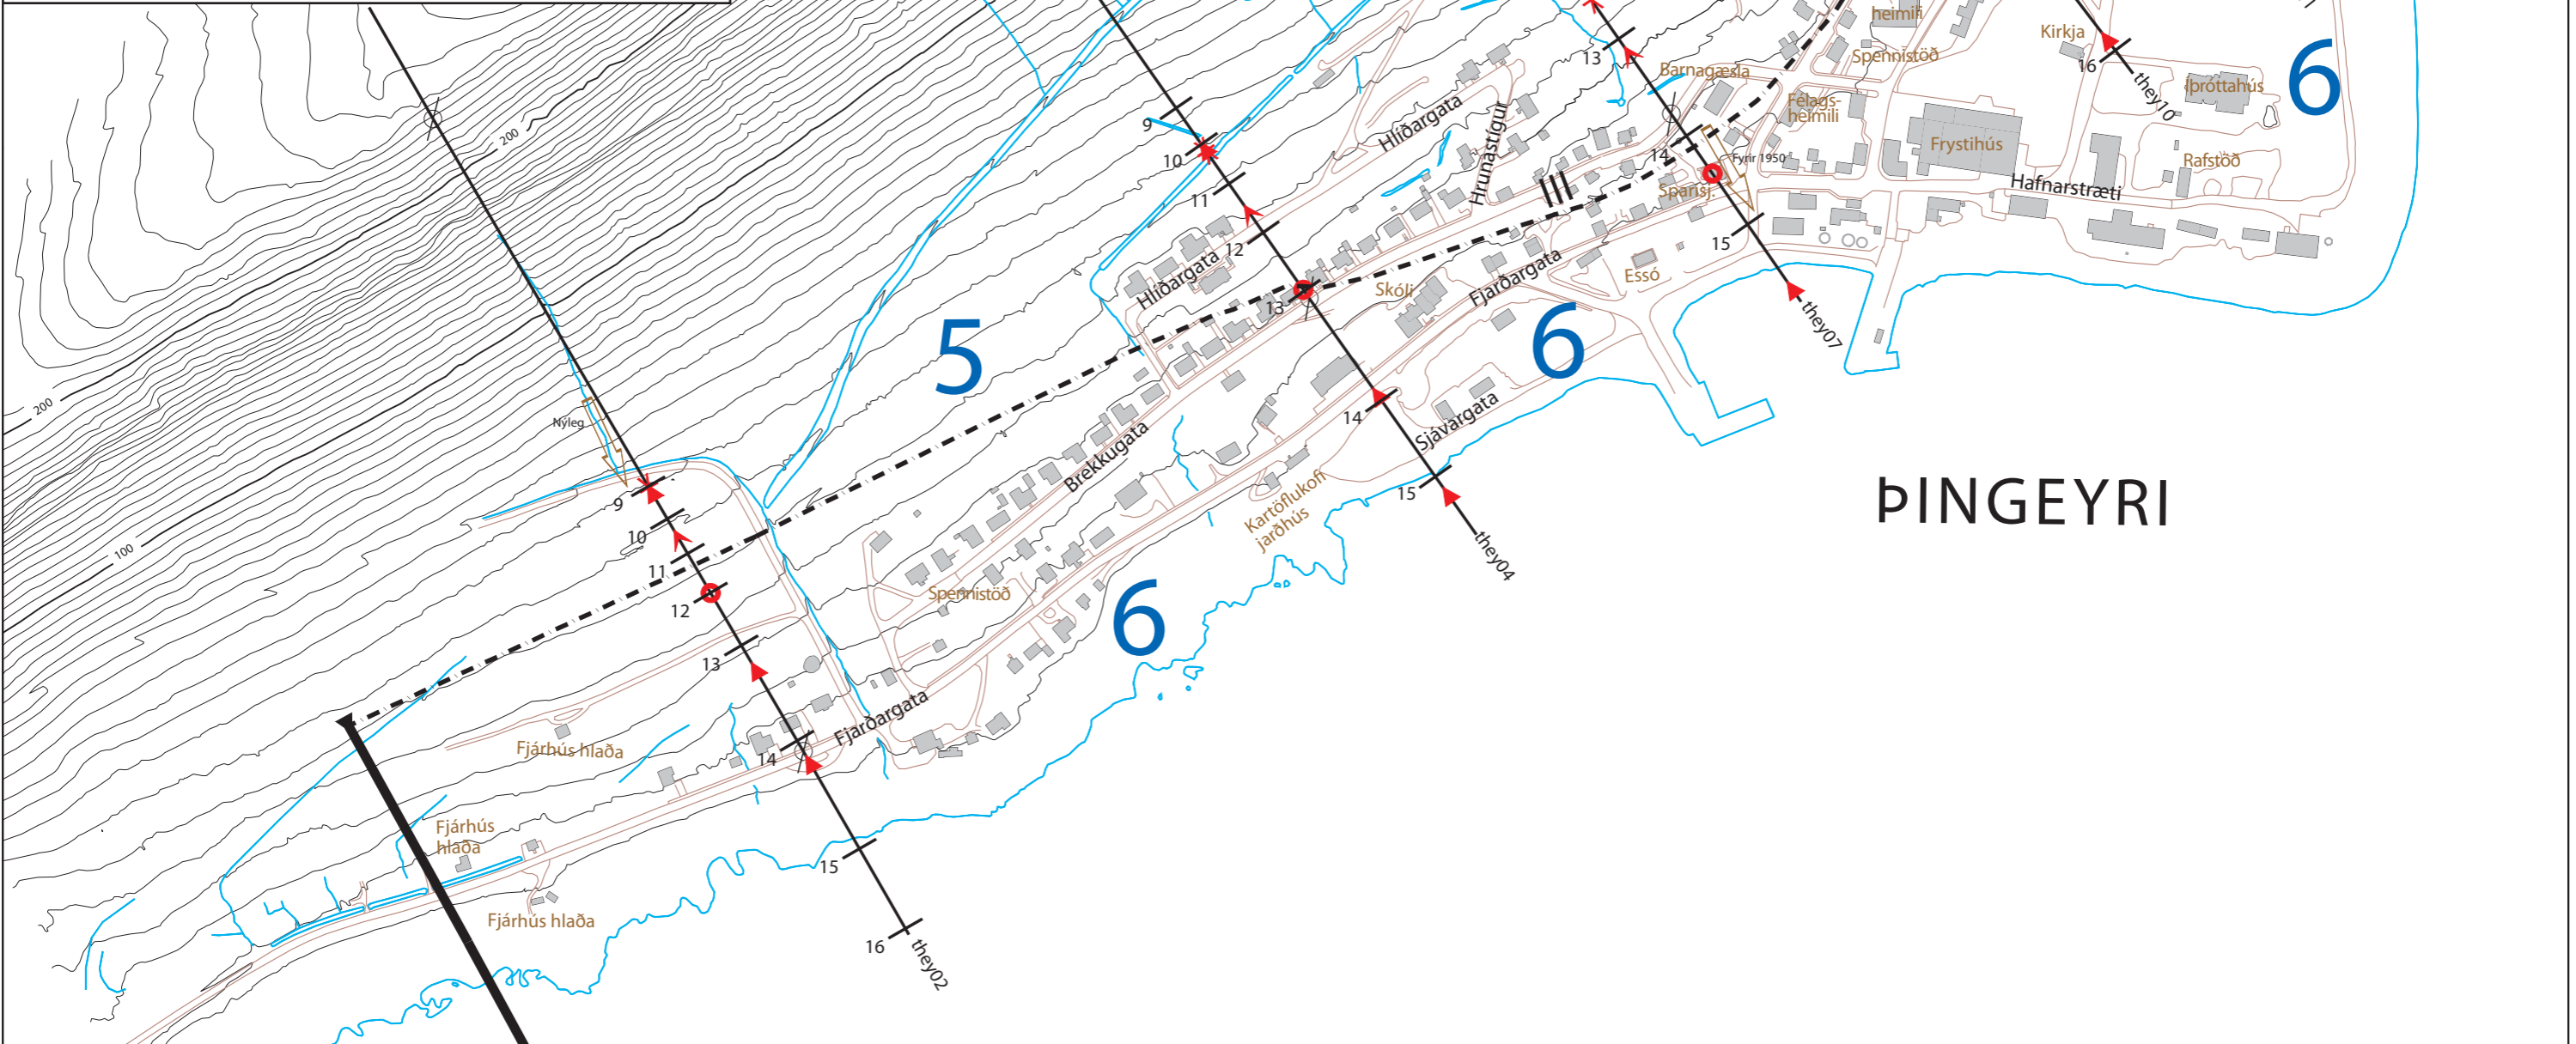 heimili
Kirkja
Spennistöð
16
they10
6
Íþróttahús
13
Barnagæsla
Félags-
heimili
Frystihús
Rafstöð
Hafnarstræti
200
9
10
11
12
Hlíðargata
Hrunastígur
14
Fyrir 1950
Sparisj.
15
they07
Hlíðargata
13
Skóli
Fjarðargata
Essó
5
6
200
Nýleg
14
Sjávargata
Brekkugata
Kartöflukofi
jarðhús
15
they04
ÞINGEYRI
9
10
11
12
13
14
15
16
they02
100
Spennistöð
6
Fjarðargata
Fjárhús hlaða
Fjárhús
hlaða
Fjárhús hlaða